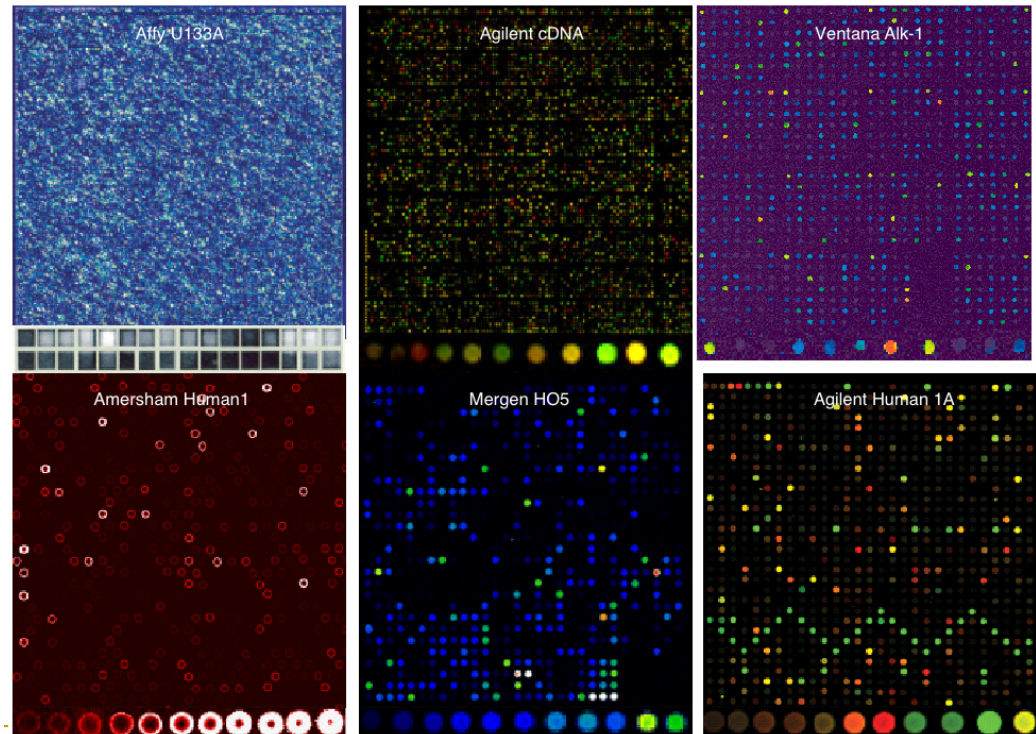 Affy U133A
Agilent cDNA
Ventana Alk-1
Amersham Human1
Mergen HO5
Agilent Human 1A